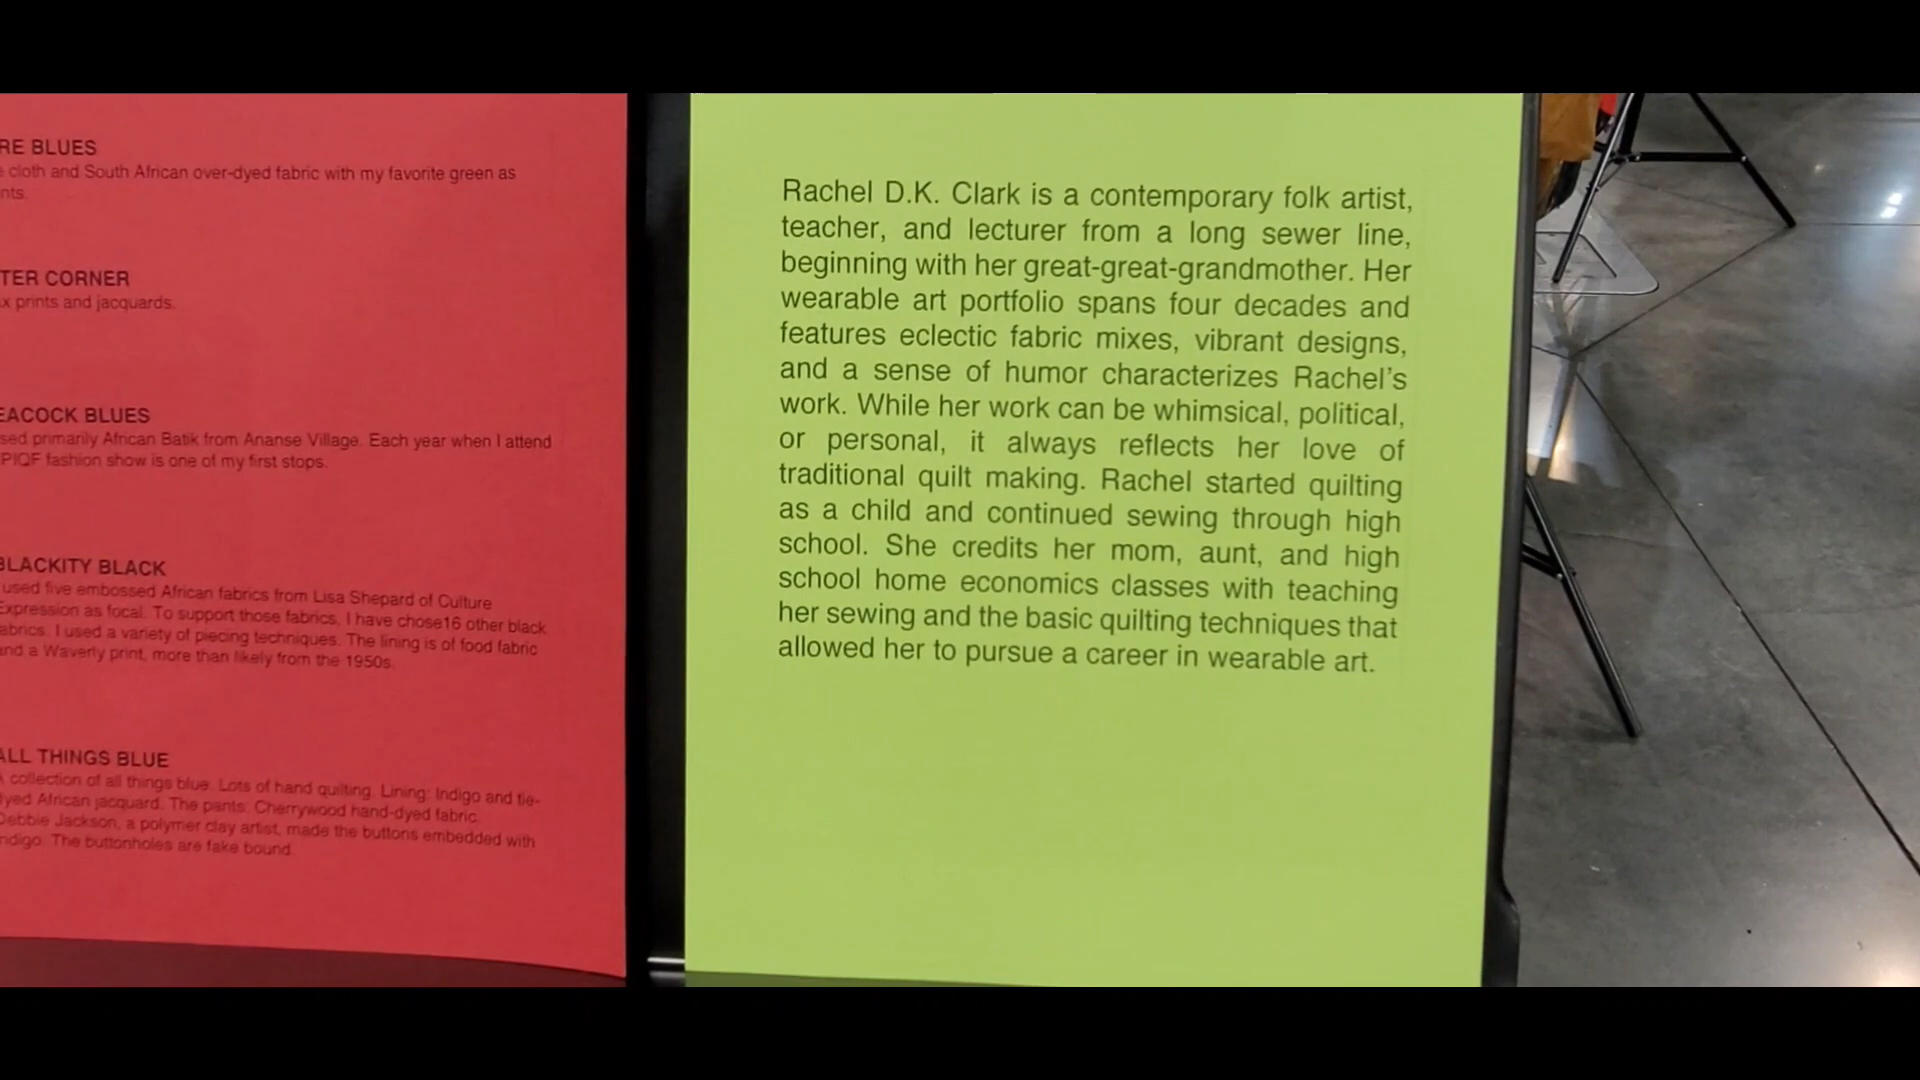 RE BLUES
cloth and South African over-dyed fabric with my favorite green as
nts.
TER CORNER
x prints and jacquards.
EACOCK BLUES
sed primarily African Batik from Ananse Village. Each year when I attend
PIQF fashion show is one of my first stops.
BLACKITY BLACK
used five embossed African fabrics from Lisa Shepard of Culture
Expression as focal. To support those fabrics, I have chose16 other black
abrics. I used a variety of piecing techniques. The lining is of food fabric
and a Waverly print, more than likely from the 1950s.
ALL THINGS BLUE
A collection of all things blue. Lots of hand quilting. Lining: Indigo and tie-
dyed African jacquard. The pants: Cherrywood hand-dyed fabric.
Debbie Jackson, a polymer clay artist, made the buttons embedded with
ndigo. The buttonholes are fake bound.
Rachel D.K. Clark is a contemporary folk artist,
teacher, and lecturer from a long sewer line,
beginning with her great-great-grandmother. Her
wearable art portfolio spans four decades and
features eclectic fabric mixes, vibrant designs,
and a sense of humor characterizes Rachel's
work. While her work can be whimsical, political,
or personal, it always reflects her love of
traditional quilt making. Rachel started quilting
as a child and continued sewing through high
school. She credits her mom, aunt, and high
school home economics classes with teaching
her sewing and the basic quilting techniques that
allowed her to pursue a career in wearable art.